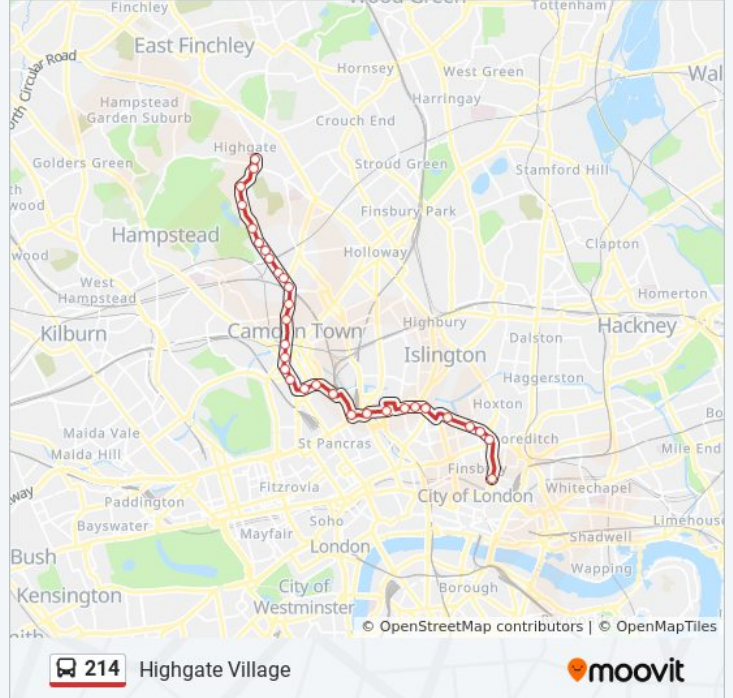 Finchley
Wood Green
Tottenham
East Finchley
Hornsey
West Green
Wal
North Circular Road
Hampstead
Garden Suburb
Harringay
Crouch End
Highgate
Golders Green
Stroud Green
Stamford Hill
th
wood
Finsbury Park
Hampstead
Clapton
wood
Holloway
West
Hampstead
Homerton
Kilburn
Camden Town
Highbury
Hackney
Dalston
Islington
Haggerston
Hoxton
Bo
Maida Vale
St Pancras
oreditch
Mile End
Maida Hill
Finsbury
way
Fitzrovia
City of London
Whitechapel
Paddington
Bayswater
Soho
Limehouse
Mayfair
London
Shadwell
Bush
Wapping
City of
Westminster
Borough
Kensington
mith
© OpenStreetMap contributors | © OpenMapTiles
214 Highgate Village
moovit